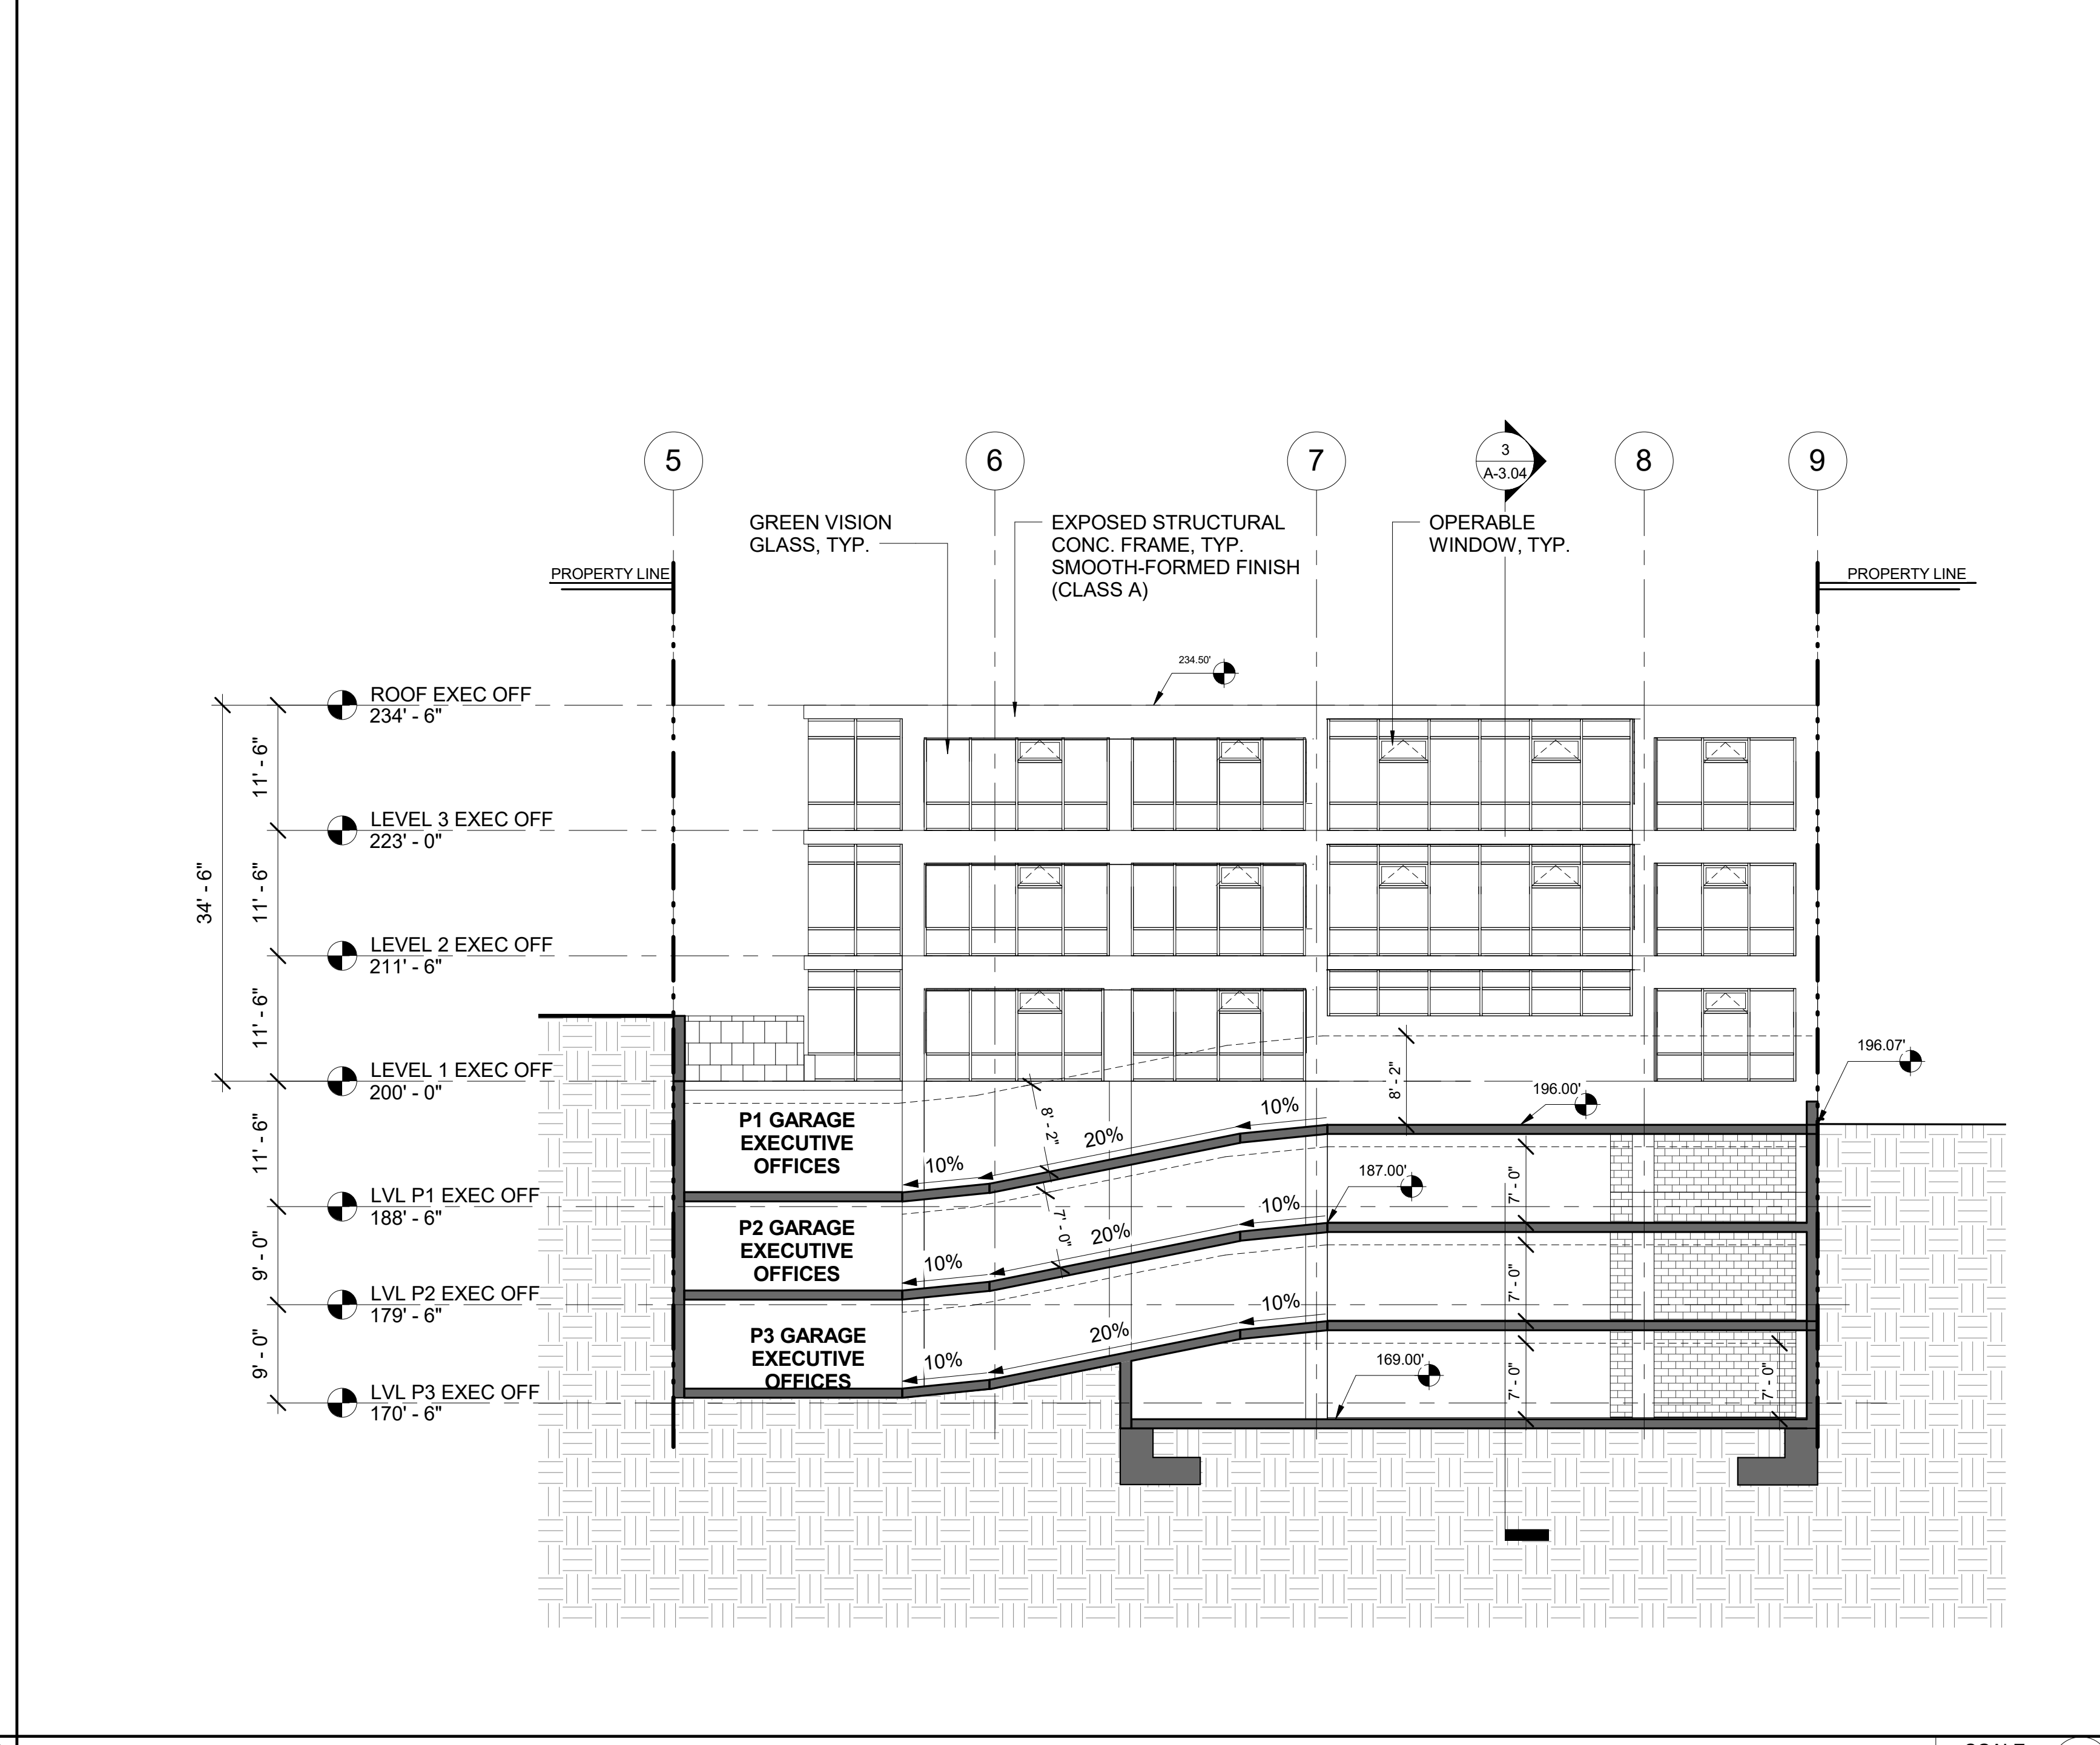 5
6
7
3
A-3.04
8
9
GREEN VISION
GLASS, TYP.
EXPOSED STRUCTURAL
CONC. FRAME, TYP.
SMOOTH-FORMED FINISH
(CLASS A)
OPERABLE
WINDOW, TYP.
PROPERTY LINE
PROPERTY LINE
234.50'
ROOF EXEC OFF
234' - 6"
11' - 6"
LEVEL 3 EXEC OFF
223' - 0"
34' - 6"
11' - 6"
LEVEL 2 EXEC OFF
211' - 6"
11' - 6"
LEVEL 1 EXEC OFF
200' - 0"
11' - 6"
LVL P1 EXEC OFF
188' - 6"
9' - 0"
LVL P2 EXEC OFF
179' - 6"
9' - 0"
LVL P3 EXEC OFF
170' - 6"
196.07'
8' - 2"
196.00'
P1 GARAGE
EXECUTIVE
OFFICES
8' - 2"
10%
20%
10%
187.00'
7' - 0"
P2 GARAGE
EXECUTIVE
OFFICES
7' - 0"
10%
20%
10%
7' - 0"
P3 GARAGE
EXECUTIVE
OFFICES
10%
20%
10%
169.00'
7' - 0"
7' - 0"